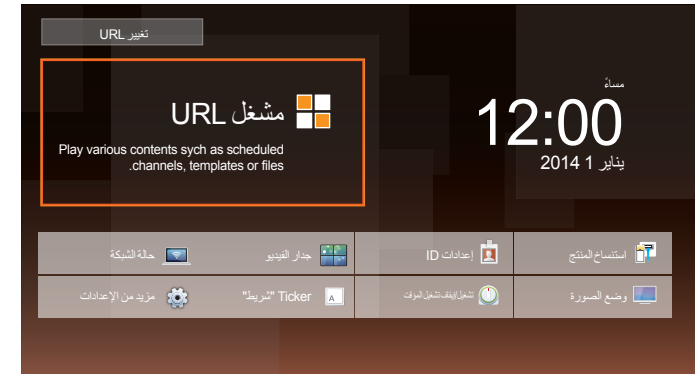 تغيير URL
مشغل URL
Play various contents sych as scheduled
channels, templates or files.
مساءً
12:00
يناير 1 2014
استنساخ المنتج
إعدادات ID
جدار الفيديو
حالة الشبكة
وضع الصورة
تشغيل/إيقاف تشغيل المؤقت
Ticker "شريط"
مزيد من الإعدادات